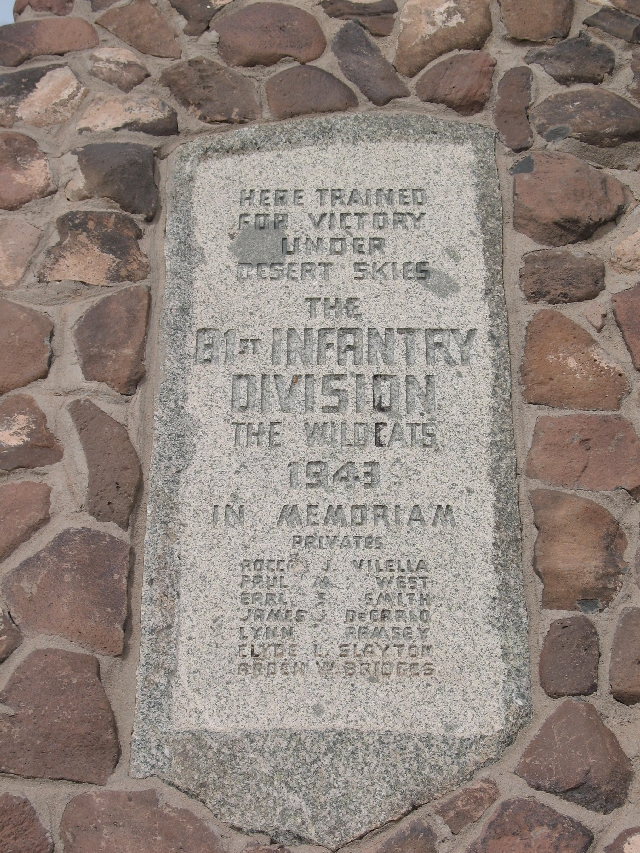 HERE TRAINED
FOR VICTORY
UNDER
DESERT SKIES
THE
81ST INFANTRY
DIVISION
THE WILDCATS
1943
IN MEMORIAM
PRIVATES
ROCCO J. VILELLA
PAUL WEST
EARL S. SMITH
JAMES J. DECARLO
LYNN RAMSEY
CLYDE L. SLAYTON
ARDEN W. BRIDGES